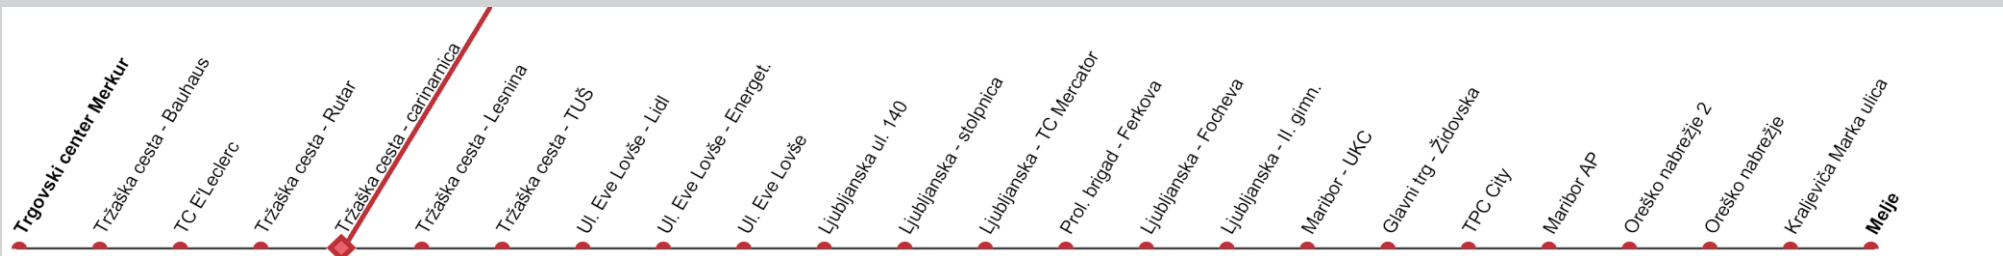 Trgovski center Merkur
Tržaška cesta - Bauhaus
TC E'Leclerc
Tržaška cesta - Rutar
Tržaška cesta - carinarnica
Tržaška cesta - Lesnina
Tržaška cesta - TUŠ
Ul. Eve Lovše - Lidl
Ul. Eve Lovše - Energet.
Ul. Eve Lovše
Ljubljanska ul. 140
Ljubljanska - stolpnica
Ljubljanska - TC Mercator
Prol. brigad - Ferkova
Ljubljanska - Focheva
Ljubljanska - II. gimn.
Maribor - UKC
Glavni trg - Židovska
TPC City
Maribor AP
Oreško nabrežje 2
Oreško nabrežje
Kraljeviča Marka ulica
Melje